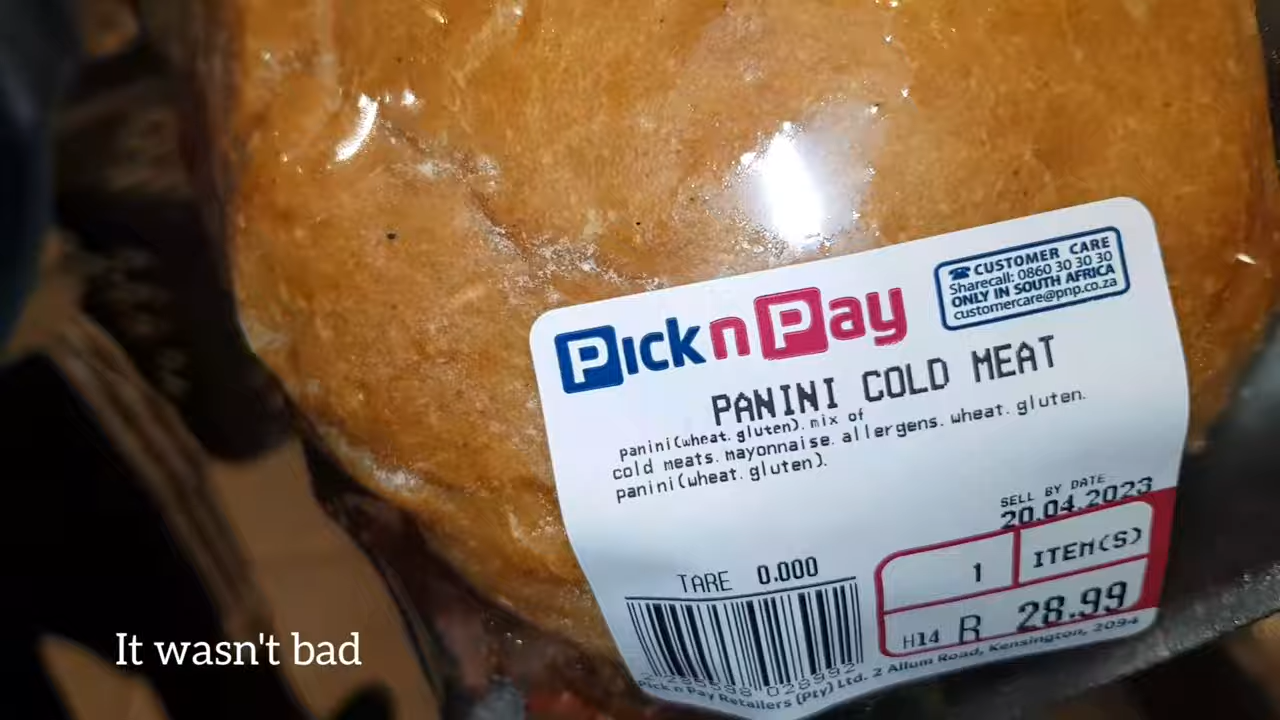 Pick n Pay
CUSTOMER CARE
Sharecall: 0860 30 30 30
ONLY IN SOUTH AFRICA
customercare@pnp.co.za
PANINI COLD MEAT
panini(wheat. gluten). mix of
cold meats. mayonnaise. allergens. wheat. gluten.
panini(wheat. gluten).
SELL BY DATE
20.04.2023
TARE 0.000
1 ITEM(S)
H14 R 28.99
Pick n Pay Retailers (Pty) Ltd. 2 Allum Road, Kensington, 2094
It wasn't bad